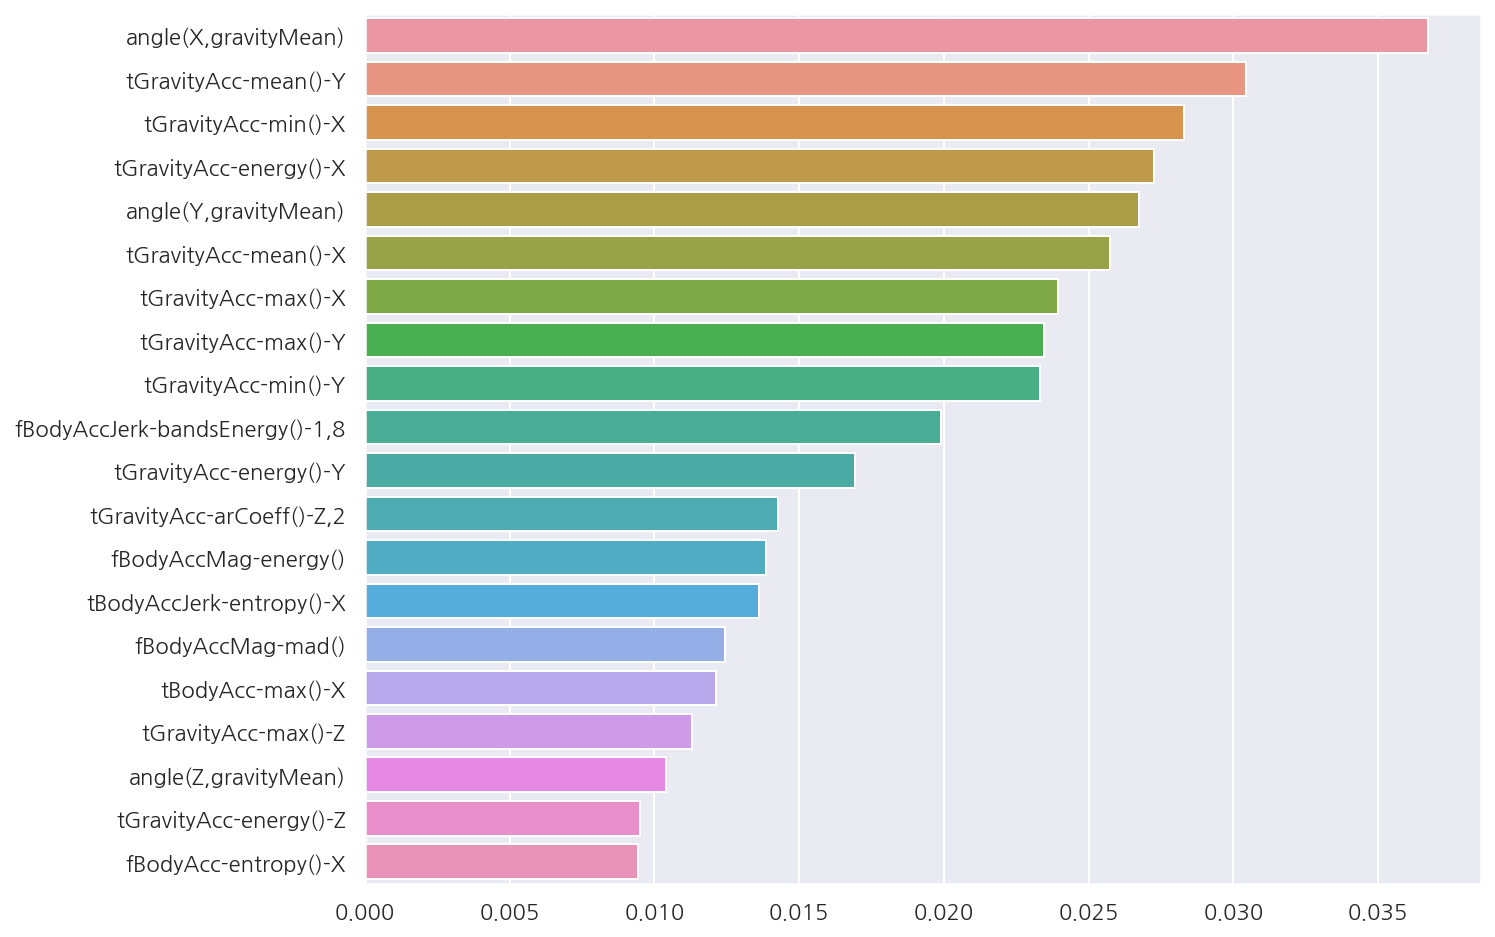 angle(X,gravityMean)
tGravityAcc-mean()-Y
tGravityAcc-min()-X
tGravityAcc-energy()-X
angle(Y,gravityMean)
tGravityAcc-mean()-X
tGravityAcc-max()-X
tGravityAcc-max()-Y
tGravityAcc-min()-Y
fBodyAccJerk-bandsEnergy()-1,8
tGravityAcc-energy()-Y
tGravityAcc-arCoeff()-Z,2
fBodyAccMag-energy()
tBodyAccJerk-entropy()-X
fBodyAccMag-mad()
tBodyAcc-max()-X
tGravityAcc-max()-Z
angle(Z,gravityMean)
tGravityAcc-energy()-Z
fBodyAcc-entropy()-X
0.000 0.005 0.010 0.015 0.020 0.025 0.030 0.035